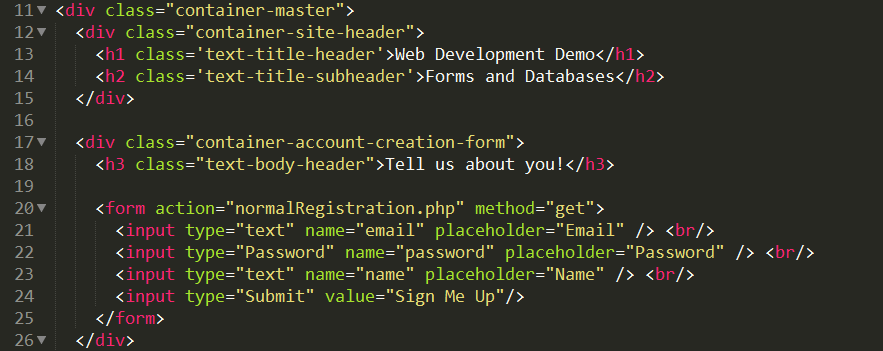 11 <div class="container-master">
12 <div class="container-site-header">
13 <h1 class='text-title-header'>Web Development Demo</h1>
14 <h2 class='text-title-subheader'>Forms and Databases</h2>
15 </div>
16
17 <div class="container-account-creation-form">
18 <h3 class="text-body-header">Tell us about you!</h3>
19
20 <form action="normalRegistration.php" method="get">
21 <input type="text" name="email" placeholder="Email" /> <br/>
22 <input type="Password" name="password" placeholder="Password" /> <br/>
23 <input type="text" name="name" placeholder="Name" /> <br/>
24 <input type="Submit" value="Sign Me Up"/>
25 </form>
26 </div>